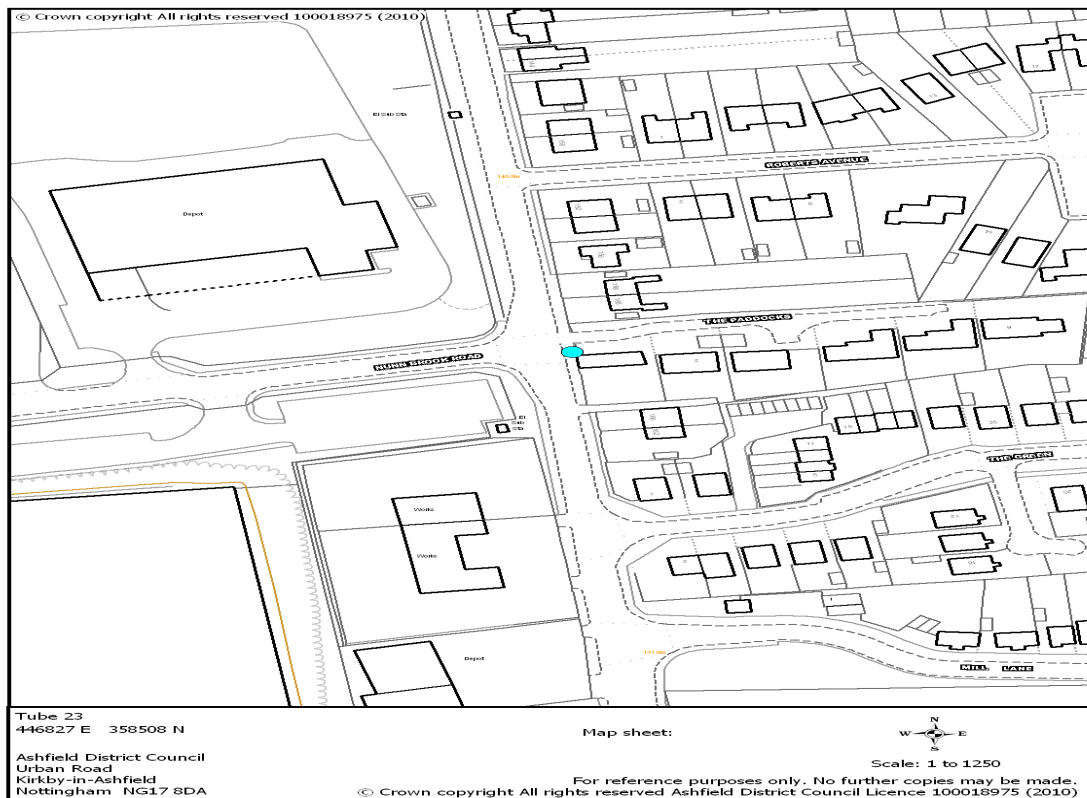 © Crown copyright All rights reserved 100018975 (2010)
El Sub Sta
ROBERTS AVENUE
Depot
THE PADDOCKS
NUNN BROOK ROAD
El
Sub
Sta
THE GREEN
Works
Works
Depot
MILL LANE
Tube 23
446827 E 358508 N
Map sheet:
N
W E
S
Ashfield District Council
Urban Road
Scale: 1 to 1250
Kirkby-in-Ashfield
For reference purposes only. No further copies may be made.
Nottingham NG17 8DA
© Crown copyright All rights reserved Ashfield District Council Licence 100018975 (2010)